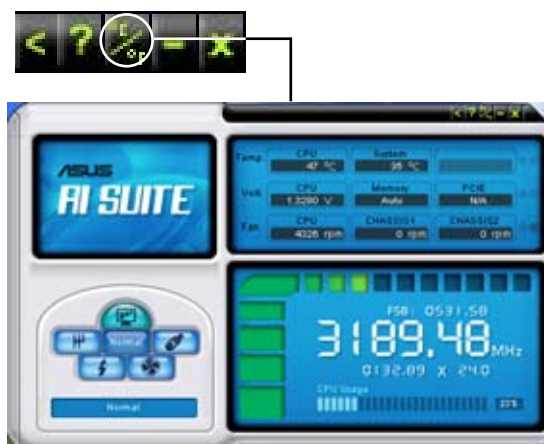 < ? °C/°F - x
< ? °C/°F - x
ASUS
AI SUITE
Temp CPU System
47 °C 35 °C
Volt CPU Memory PCIE
1.3280 V Auto N/A
Fan CPU CHASSIS1 CHASSIS2
4026 rpm 0 rpm 0 rpm
FSB: 0531.58
3189.48 MHz
0132.89 X 24.0
CPU Usage
Normal
Normal